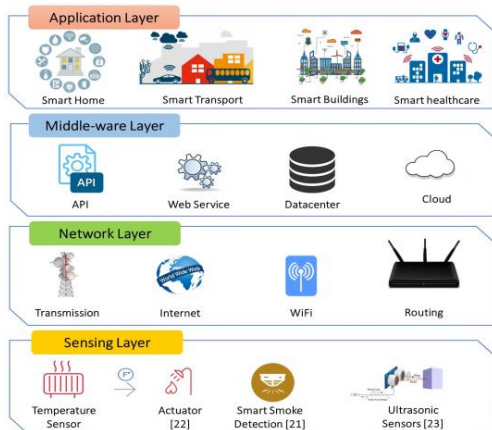 Application Layer
Smart Home
Smart Transport
Smart Buildings
Smart healthcare
Middle-ware Layer
API
API
Web Service
Datacenter
Cloud
Network Layer
World Wide Web
Transmission
Internet
WiFi
Routing
Sensing Layer
Temperature
Sensor
Actuator
[22]
Smart Smoke
Detection [21]
Ultrasonic
Sensors [23]